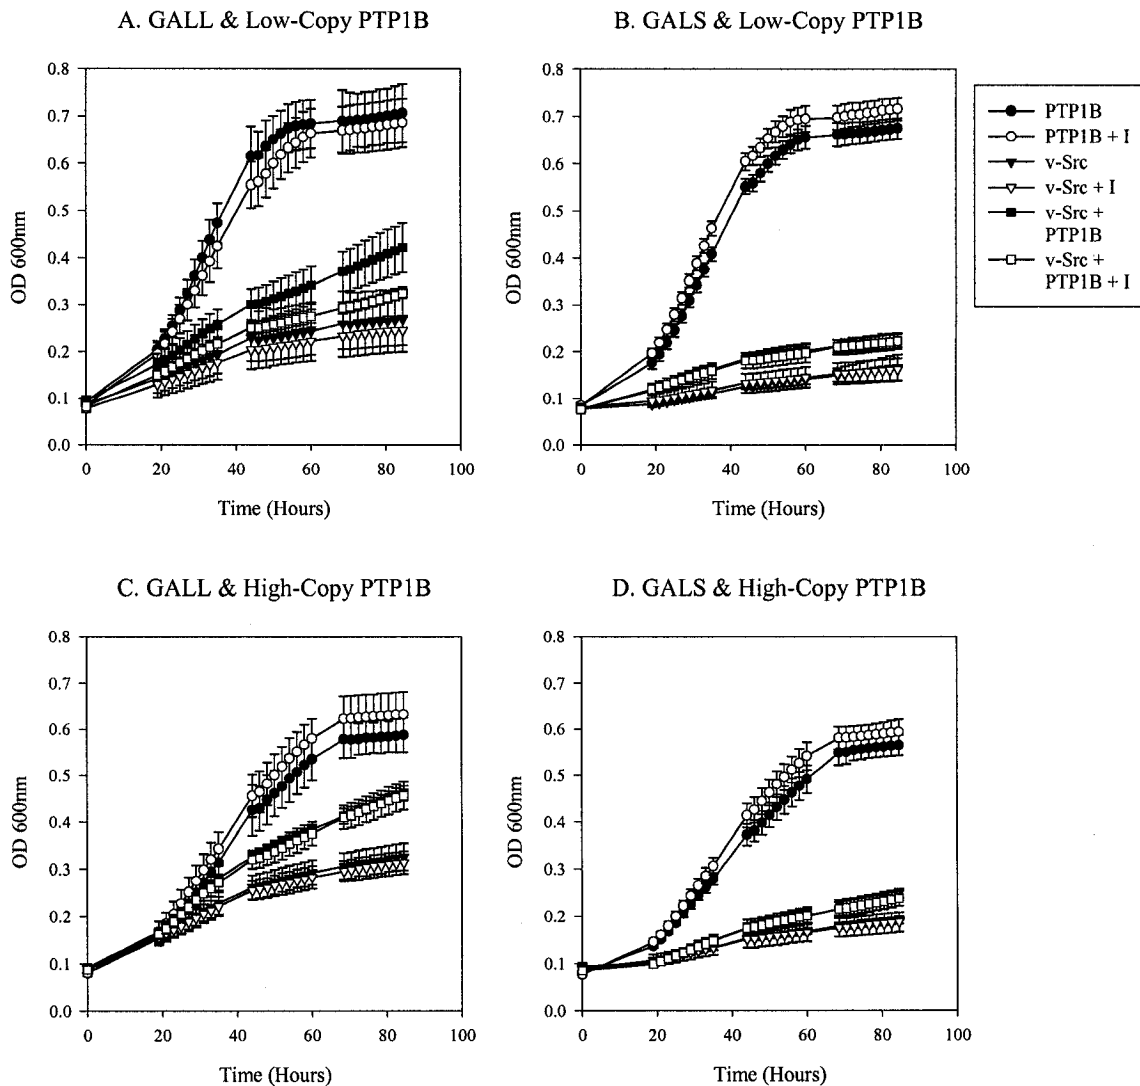 A. GALL & Low-Copy PTP1B
B. GALS & Low-Copy PTP1B
0.8
0.7
0.6
0.5
0.4
0.3
0.2
0.1
0.0
OD 600nm
0 20 40 60 80 100
Time (Hours)
0.8
0.7
0.6
0.5
0.4
0.3
0.2
0.1
0.0
OD 600nm
0 20 40 60 80 100
Time (Hours)
PTP1B
PTP1B + I
v-Src
v-Src + I
v-Src +
PTP1B
v-Src +
PTP1B + I
C. GALL & High-Copy PTP1B
D. GALS & High-Copy PTP1B
0.8
0.7
0.6
0.5
0.4
0.3
0.2
0.1
0.0
OD 600nm
0 20 40 60 80 100
Time (Hours)
0.8
0.7
0.6
0.5
0.4
0.3
0.2
0.1
0.0
OD 600nm
0 20 40 60 80 100
Time (Hours)